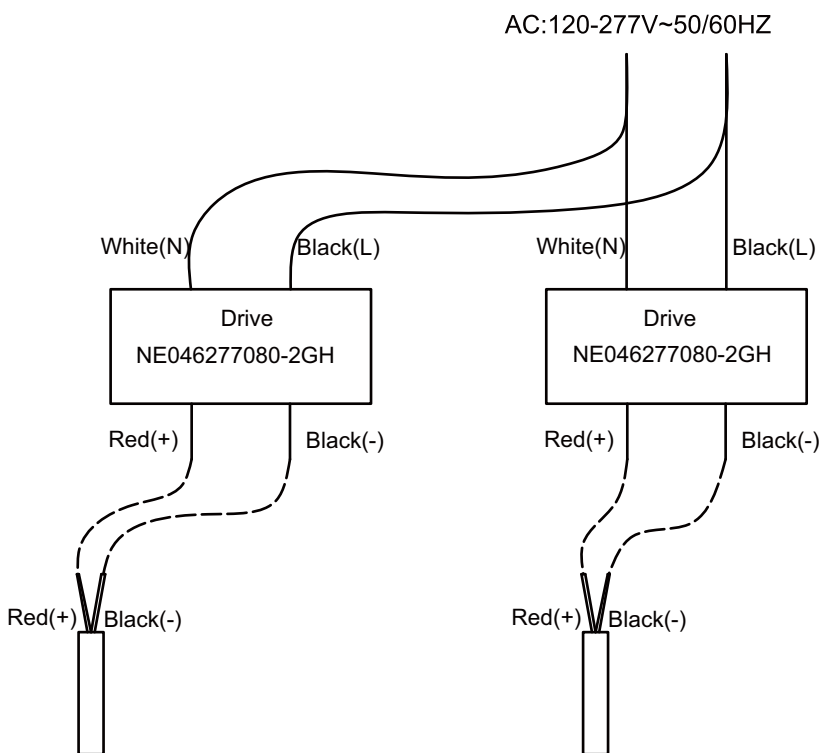 AC:120-277V~50/60HZ
White(N)
Black(L)
White(N)
Black(L)
Drive
NE046277080-2GH
Drive
NE046277080-2GH
Red(+)
Black(-)
Red(+)
Black(-)
Red(+)
Black(-)
Red(+)
Black(-)